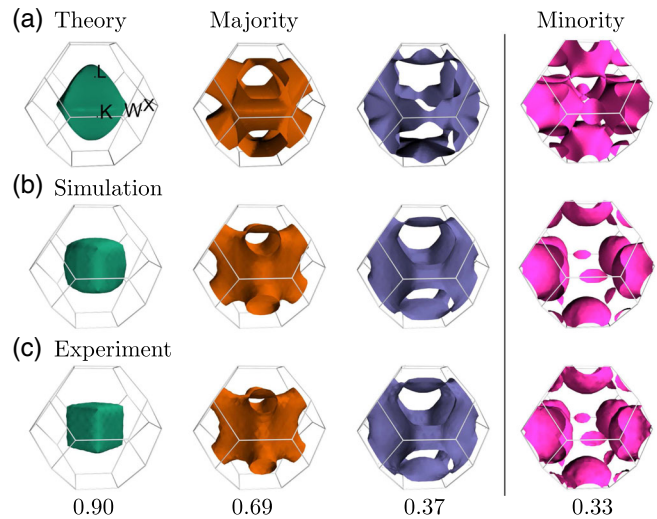 (a) Theory Majority Minority
L
K W X
(b) Simulation
(c) Experiment
0.90 0.69 0.37 0.33